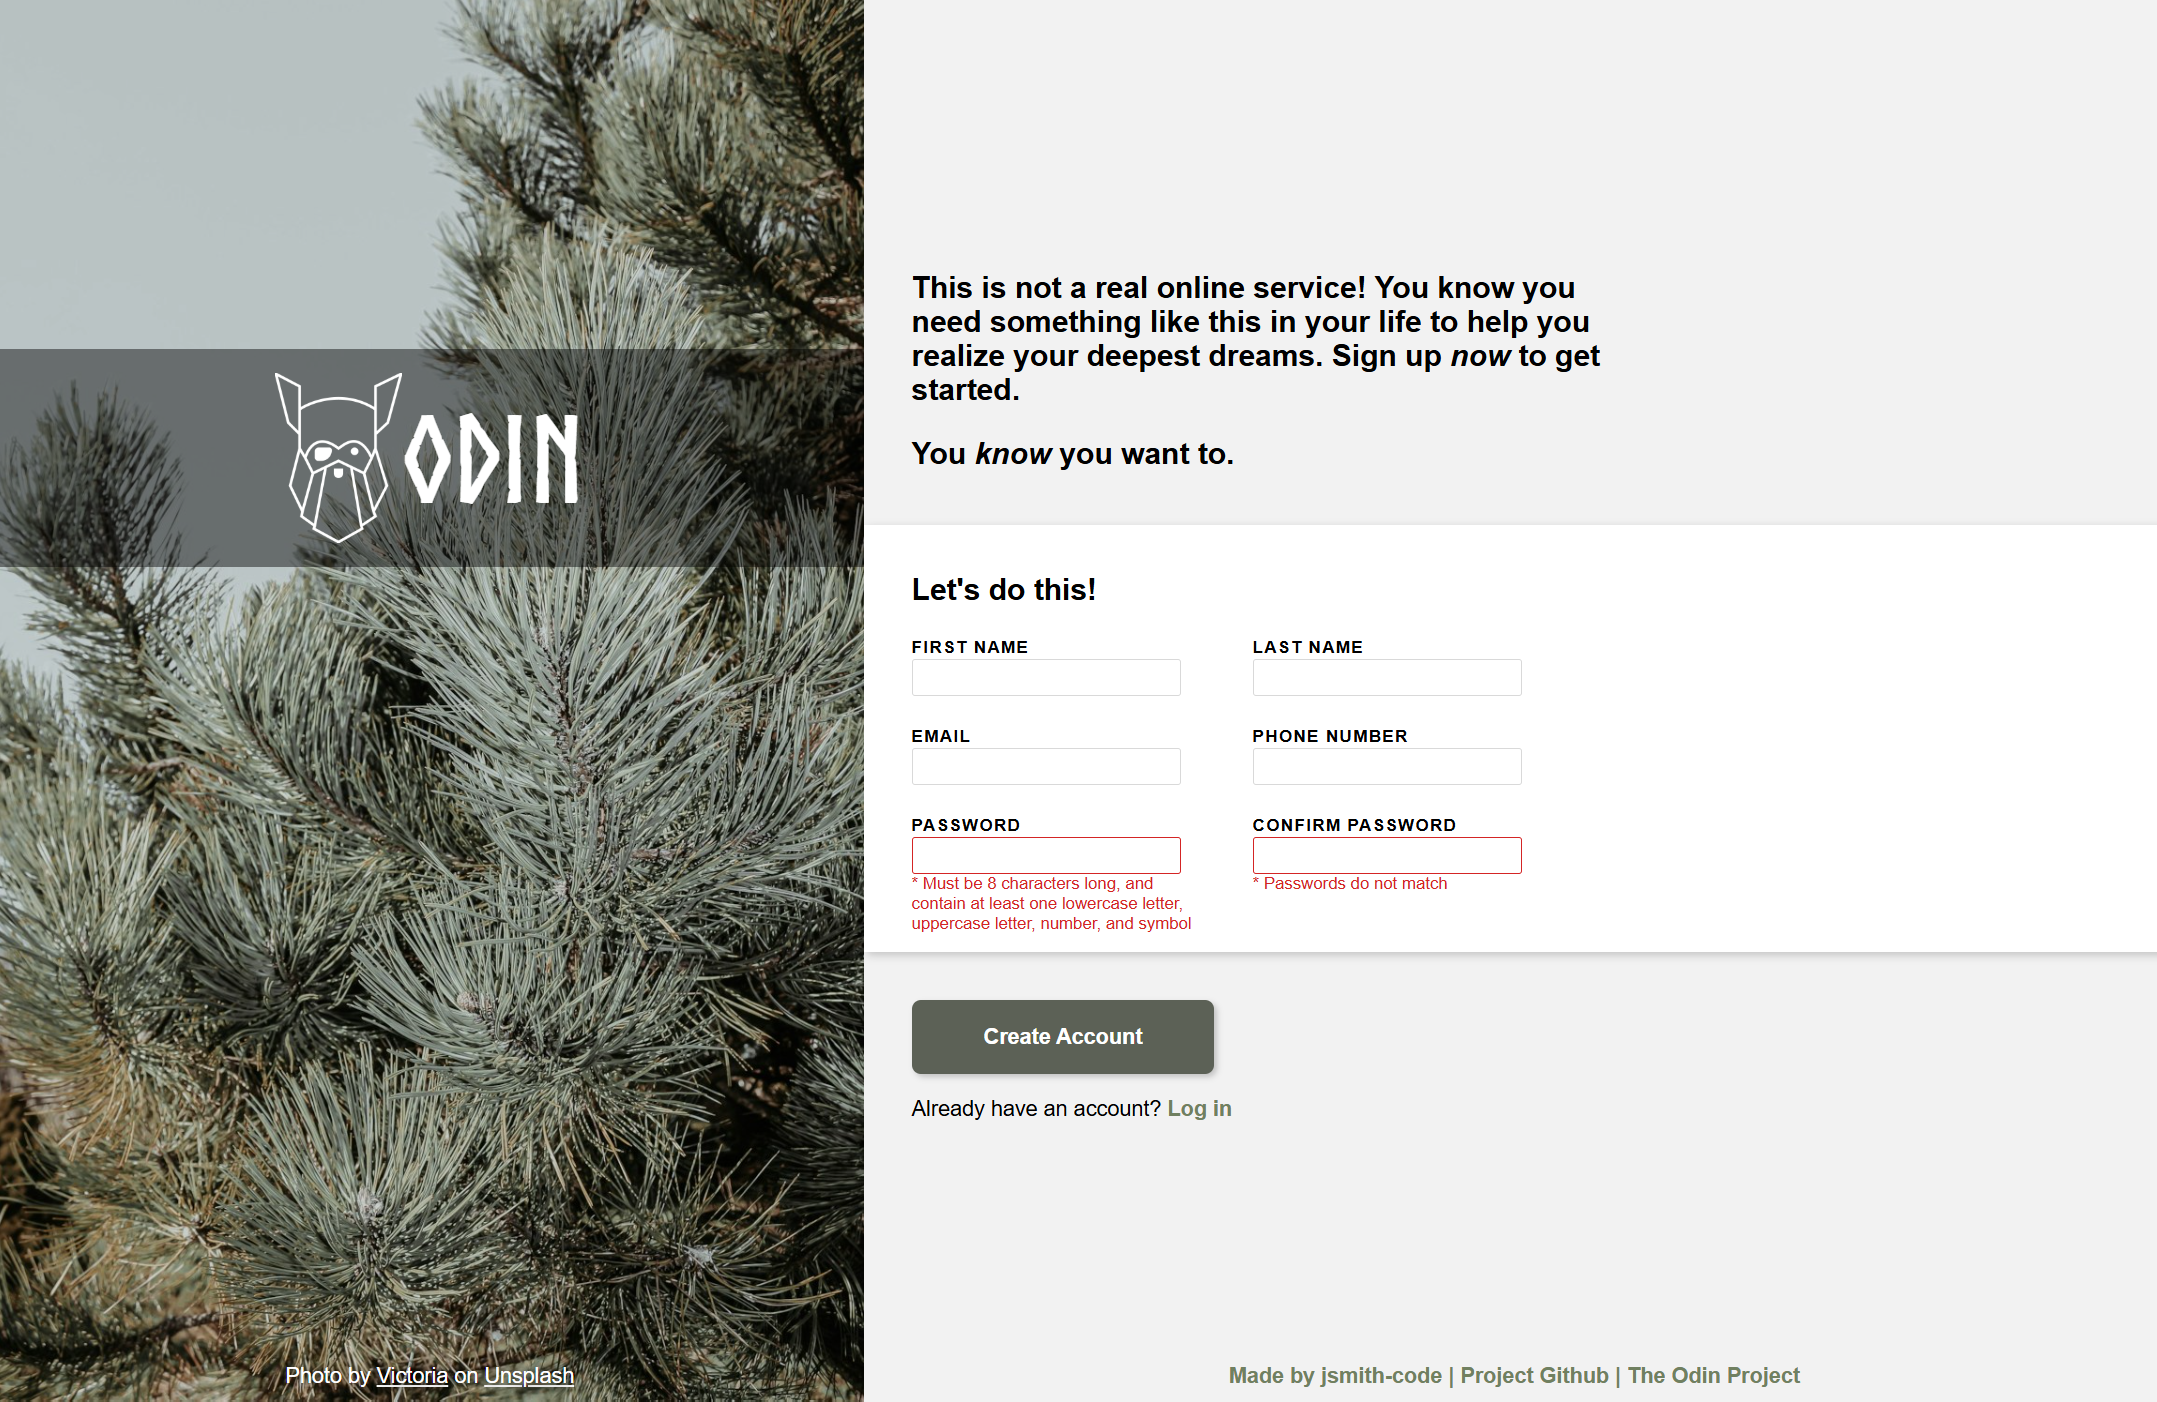 ODIN
Photo by Victoria on Unsplash
This is not a real online service! You know you
need something like this in your life to help you
realize your deepest dreams. Sign up now to get
started.
You know you want to.
Let's do this!
FIRST NAME
LAST NAME
EMAIL
PHONE NUMBER
PASSWORD
* Must be 8 characters long, and
contain at least one lowercase letter,
uppercase letter, number, and symbol
CONFIRM PASSWORD
* Passwords do not match
Create Account
Already have an account? Log in
Made by jsmith-code | Project Github | The Odin Project